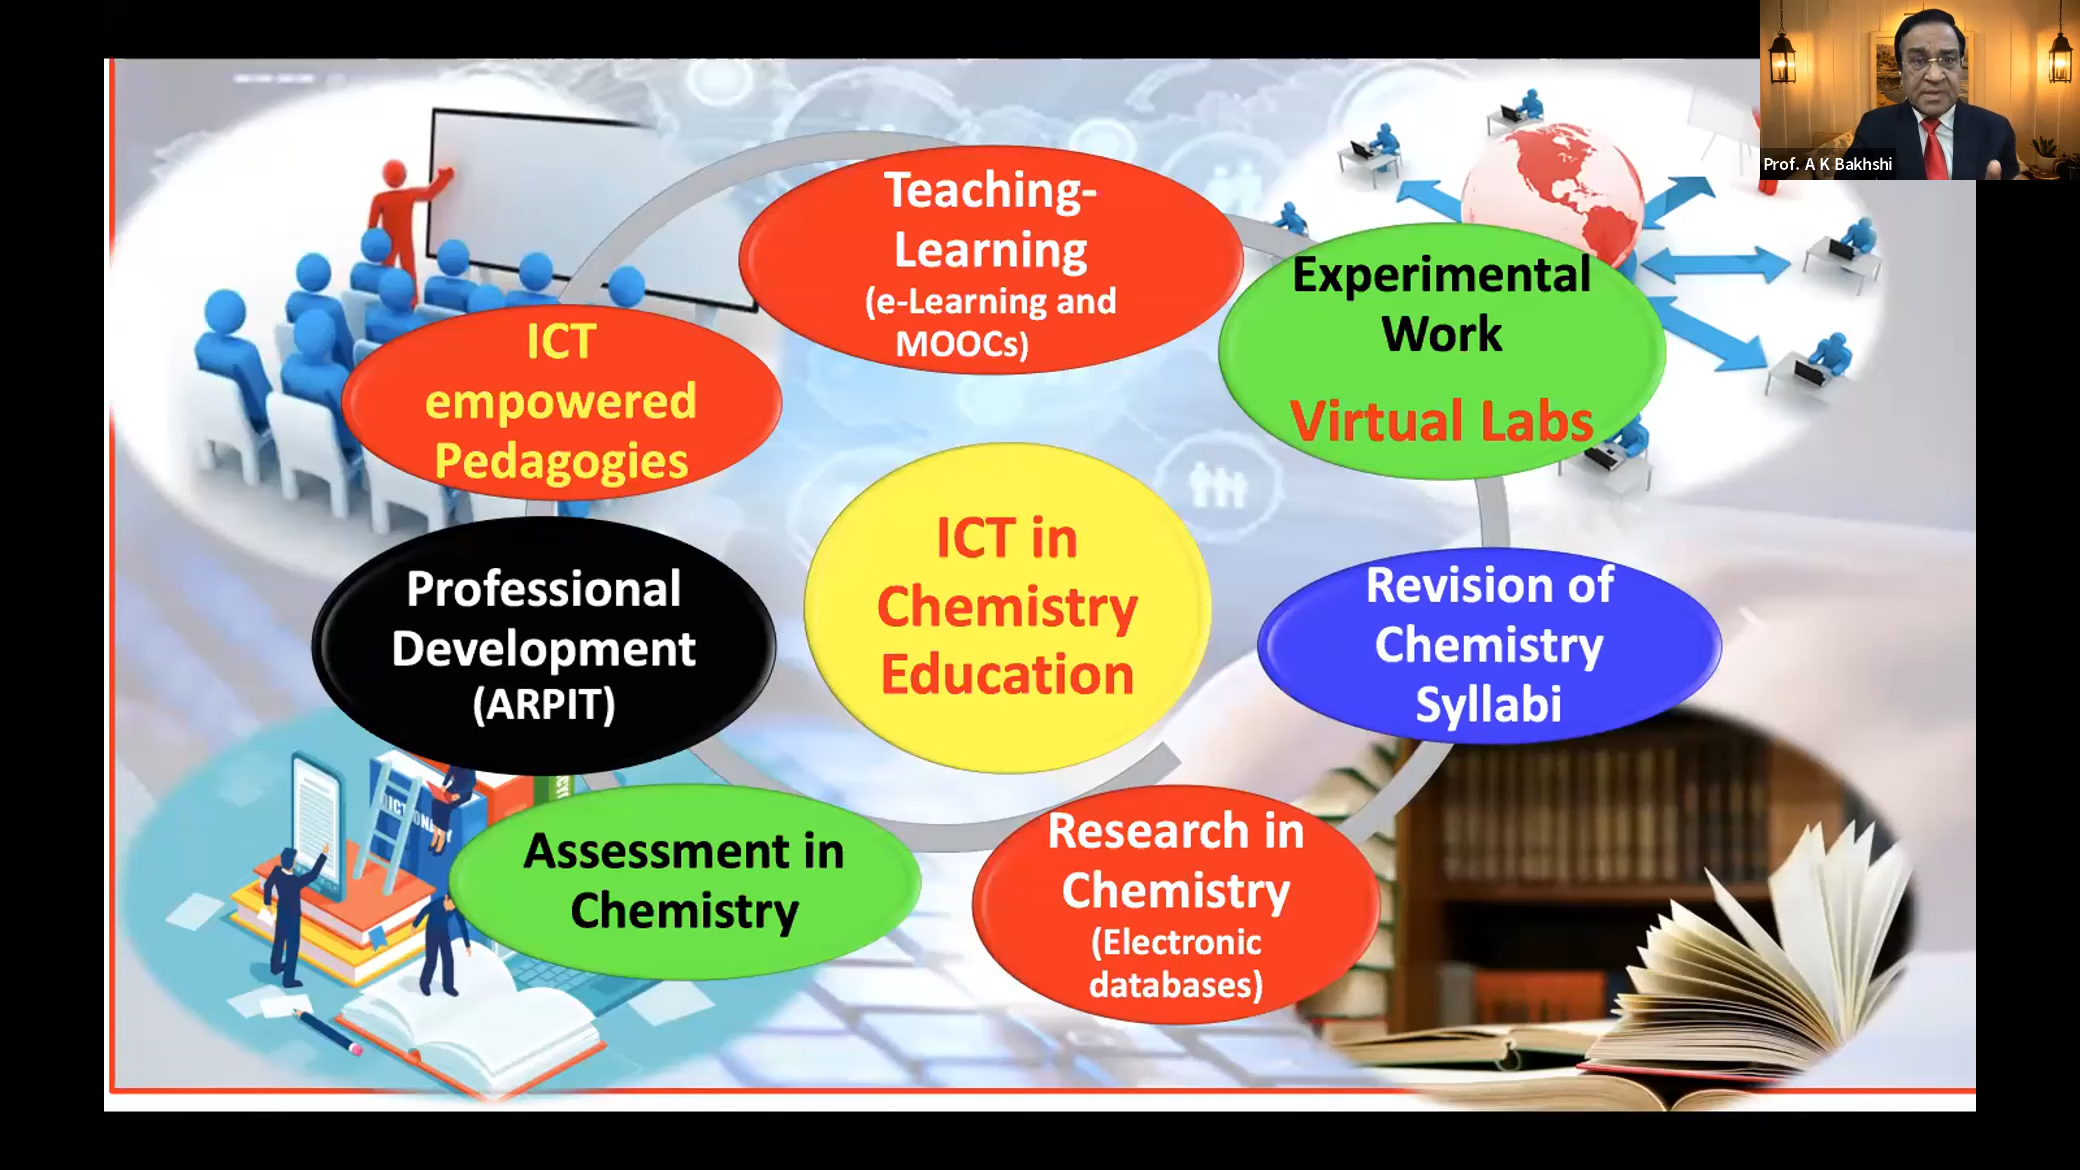 Prof. A K Bakhshi
Teaching-
Learning
(e-Learning and
MOOCs)
Experimental
Work
Virtual Labs
ICT
empowered
Pedagogies
ICT in
Chemistry
Education
Professional
Development
(ARPIT)
Revision of
Chemistry
Syllabi
Assessment in
Chemistry
Research in
Chemistry
(Electronic
databases)